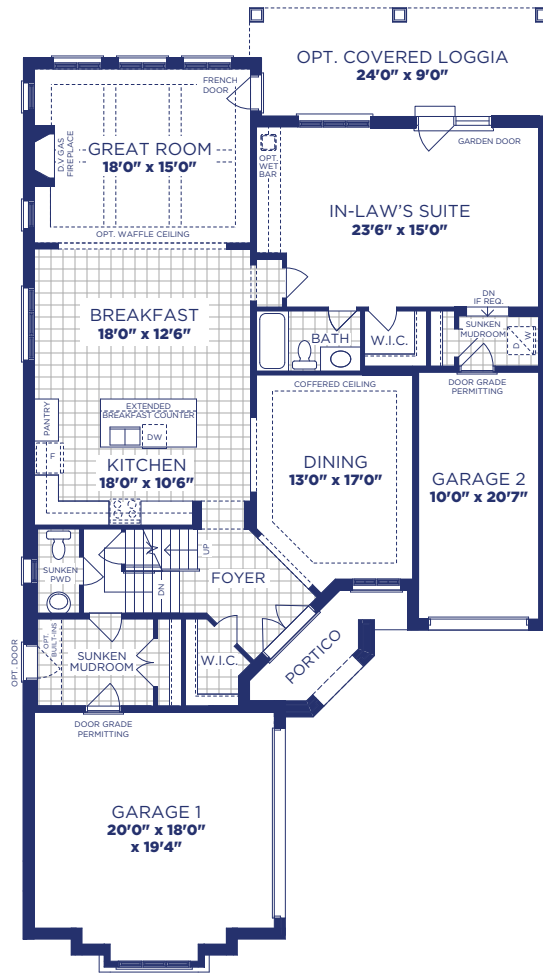 OPT. COVERED LOGGIA
24'0" x 9'0"
FRENCH
DOOR
GREAT ROOM
18'0" x 15'0"
D.V GAS
FIREPLACE
OPT. WAFFLE CEILING
OPT.
WET
BAR
GARDEN DOOR
IN-LAW'S SUITE
23'6" x 15'0"
DN
IF REQ.
BREAKFAST
18'0" x 12'6"
BATH
W.I.C.
SUNKEN
MUDROOM
D
W
DOOR GRADE
PERMITTING
COFFERED CEILING
PANTRY
F
EXTENDED
BREAKFAST COUNTER
DW
KITCHEN
18'0" x 10'6"
DINING
13'0" x 17'0"
GARAGE 2
10'0" x 20'7"
SUNKEN
PWD
UP
DN
FOYER
OPT. DOOR
OPT.
BUILT-INS
SUNKEN
MUDROOM
W.I.C.
PORTICO
DOOR GRADE
PERMITTING
GARAGE 1
20'0" x 18'0"
x 19'4"